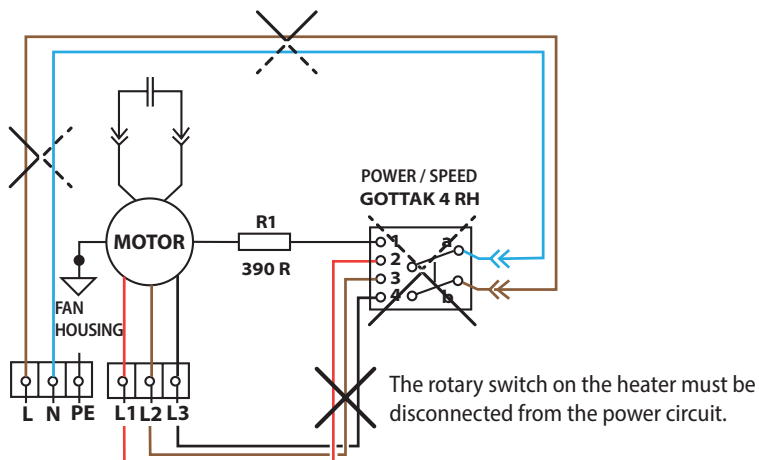 POWER / SPEED
GOTTAK 4 RH
R1
390 R
MOTOR
1
2
3
4
a
b
FAN
HOUSING
L N PE
L1 L2 L3
The rotary switch on the heater must be
disconnected from the power circuit.